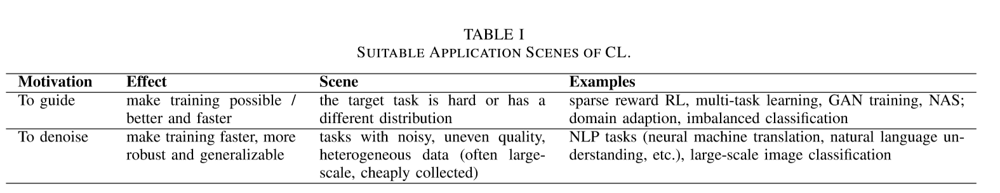 TABLE I
SUITABLE APPLICATION SCENES OF CL.
Motivation Effect Scene Examples
To guide make training possible / the target task is hard or has a sparse reward RL, multi-task learning, GAN training, NAS;
better and faster different distribution domain adaption, imbalanced classification
To denoise make training faster, more tasks with noisy, uneven quality, NLP tasks (neural machine translation, natural language un-
robust and generalizable heterogeneous data (often large- derstanding, etc.), large-scale image classification
scale, cheaply collected)